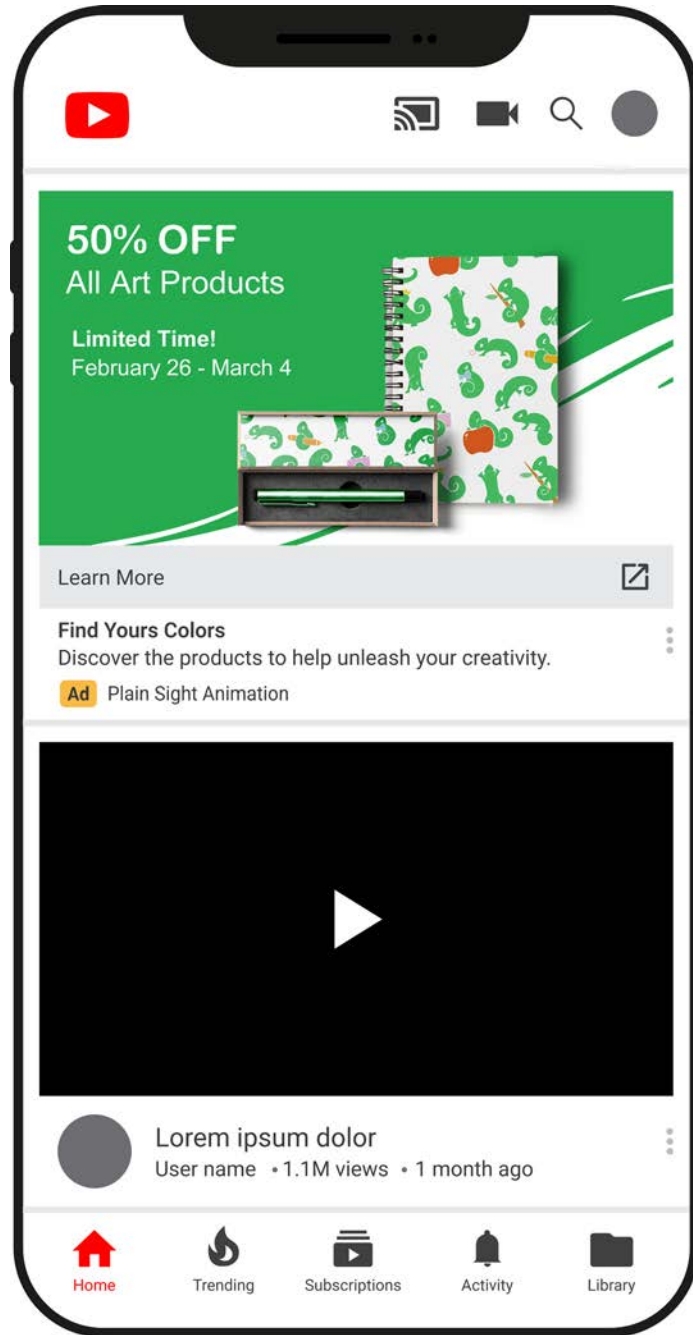 50% OFF
All Art Products
Limited Time!
February 26 - March 4
Learn More
Find Yours Colors
Discover the products to help unleash your creativity.
Ad Plain Sight Animation
Lorem ipsum dolor
User name • 1.1M views • 1 month ago
Home Trending Subscriptions Activity Library